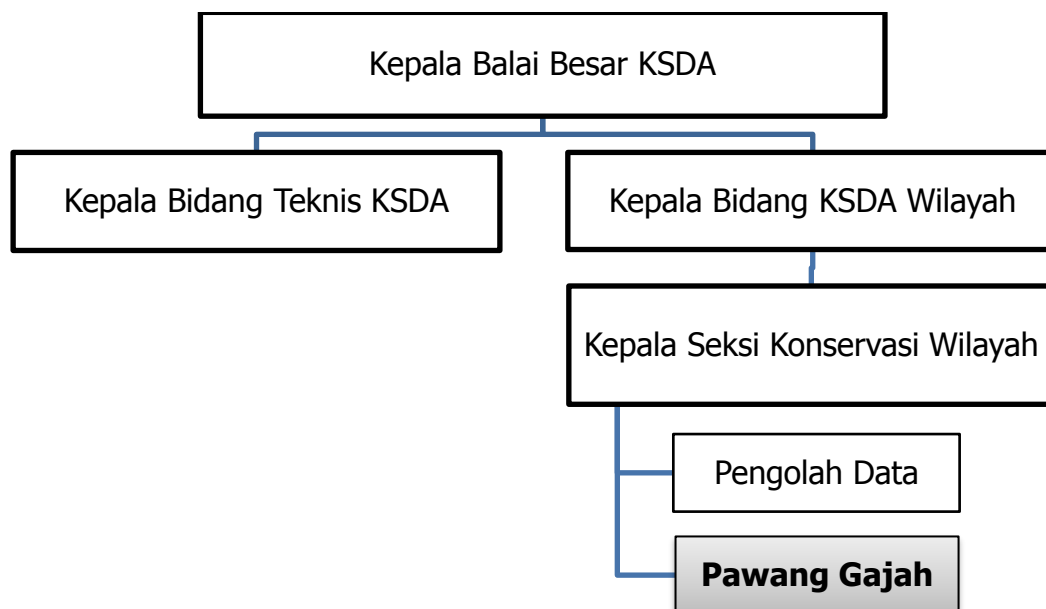 Kepala Balai Besar KSDA
Kepala Bidang Teknis KSDA
Kepala Bidang KSDA Wilayah
Kepala Seksi Konservasi Wilayah
Pengolah Data
Pawang Gajah